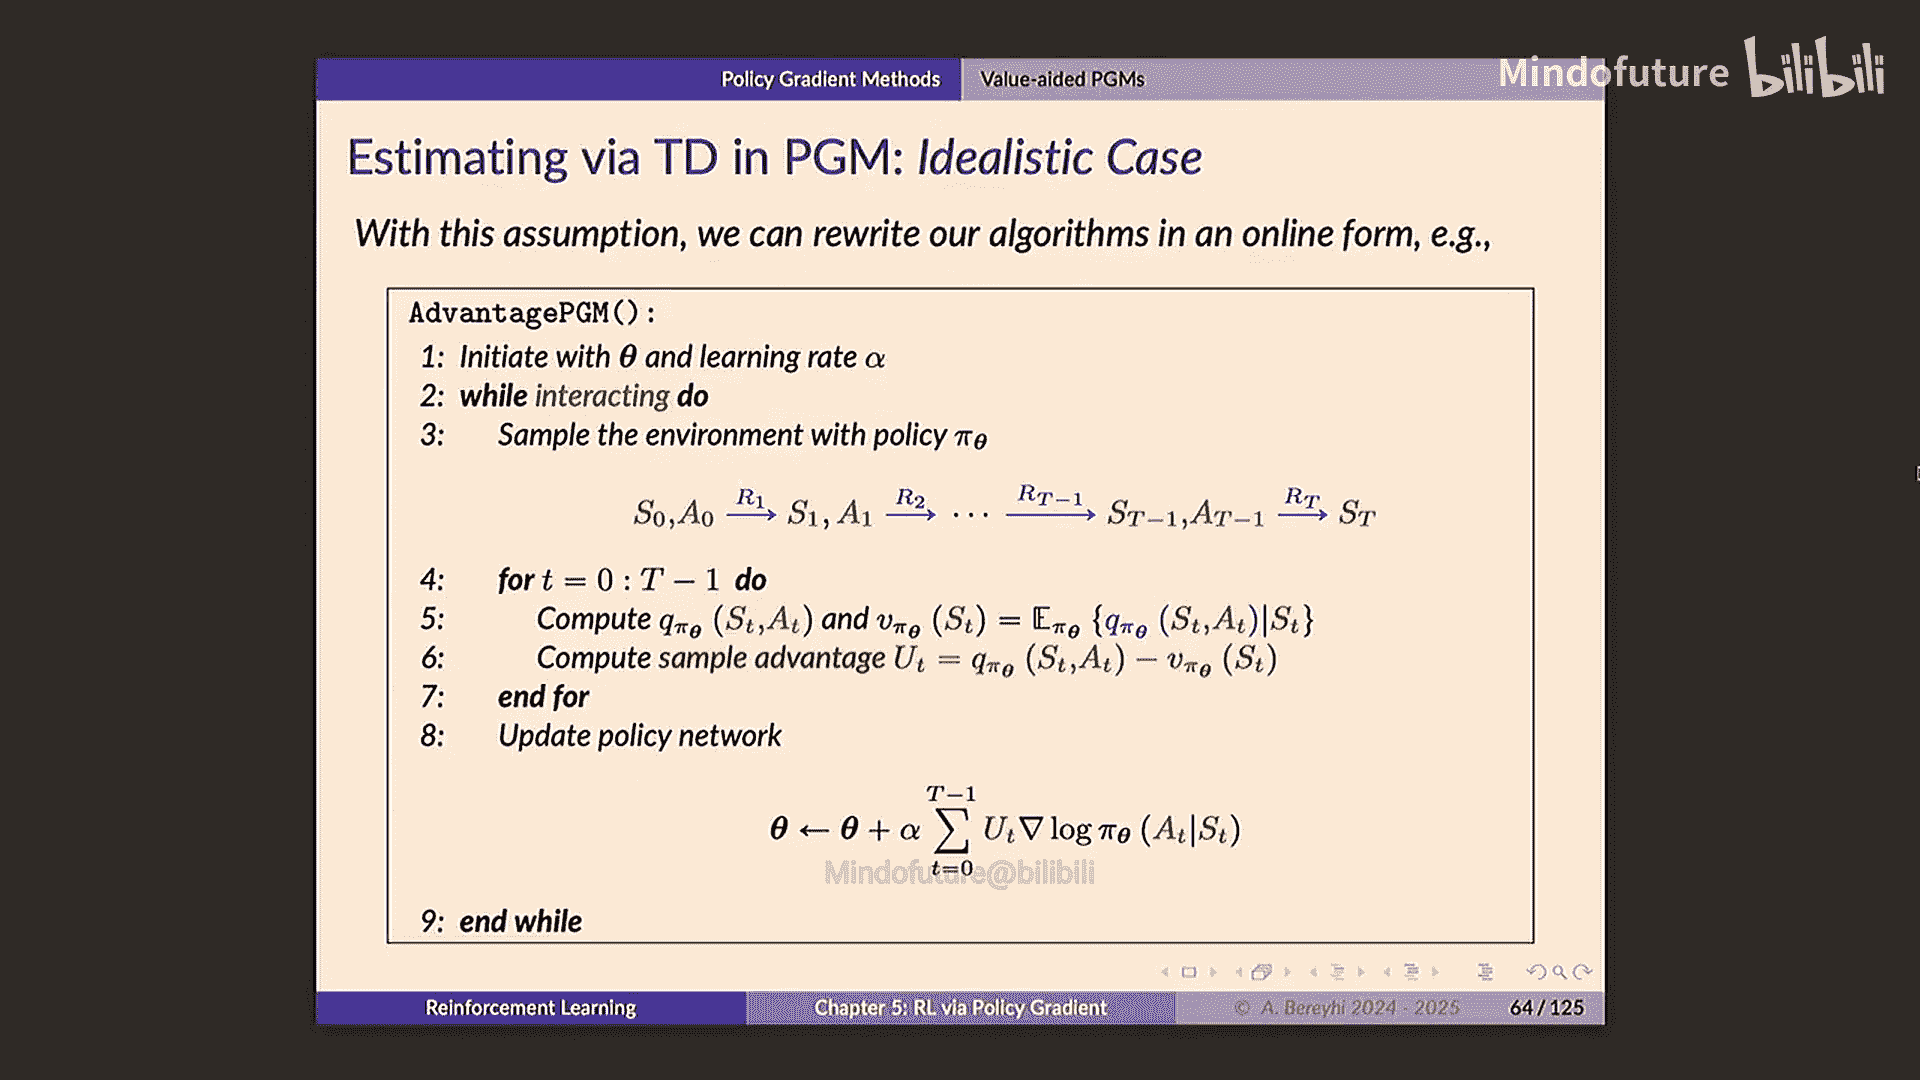 Policy Gradient Methods Value-aided PGMs
Mindofuture bilibili
Estimating via TD in PGM: Idealistic Case
With this assumption, we can rewrite our algorithms in an online form, e.g.,
AdvantagePGM():
1: Initiate with θ and learning rate α
2: while interacting do
3: Sample the environment with policy π_θ
S_0, A_0 \xrightarrow{R_1} S_1, A_1 \xrightarrow{R_2} ⋯ \xrightarrow{R_{T−1}} S_{T−1}, A_{T−1} \xrightarrow{R_T} S_T
4: for t = 0 : T − 1 do
5: Compute q_{π_θ} (S_t, A_t) and v_{π_θ} (S_t) = 𝔼_{π_θ} {q_{π_θ} (S_t, A_t)|S_t}
6: Compute sample advantage U_t = q_{π_θ} (S_t, A_t) − v_{π_θ} (S_t)
7: end for
8: Update policy network
θ ← θ + α \sum_{t=0}^{T−1} U_t ∇ log π_θ (A_t|S_t)
Mindofuture@bilibili
9: end while
Reinforcement Learning Chapter 5: RL via Policy Gradient © A. Bereyhi 2024 - 2025 64 / 125